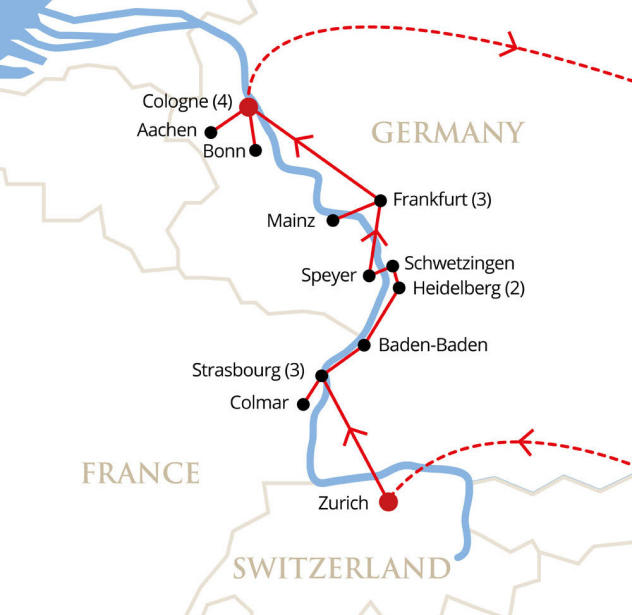 Cologne (4)
GERMANY
Aachen
Bonn
Frankfurt (3)
Mainz
Schwetzingen
Speyer
Heidelberg (2)
Baden-Baden
Strasbourg (3)
Colmar
FRANCE
Zurich
SWITZERLAND